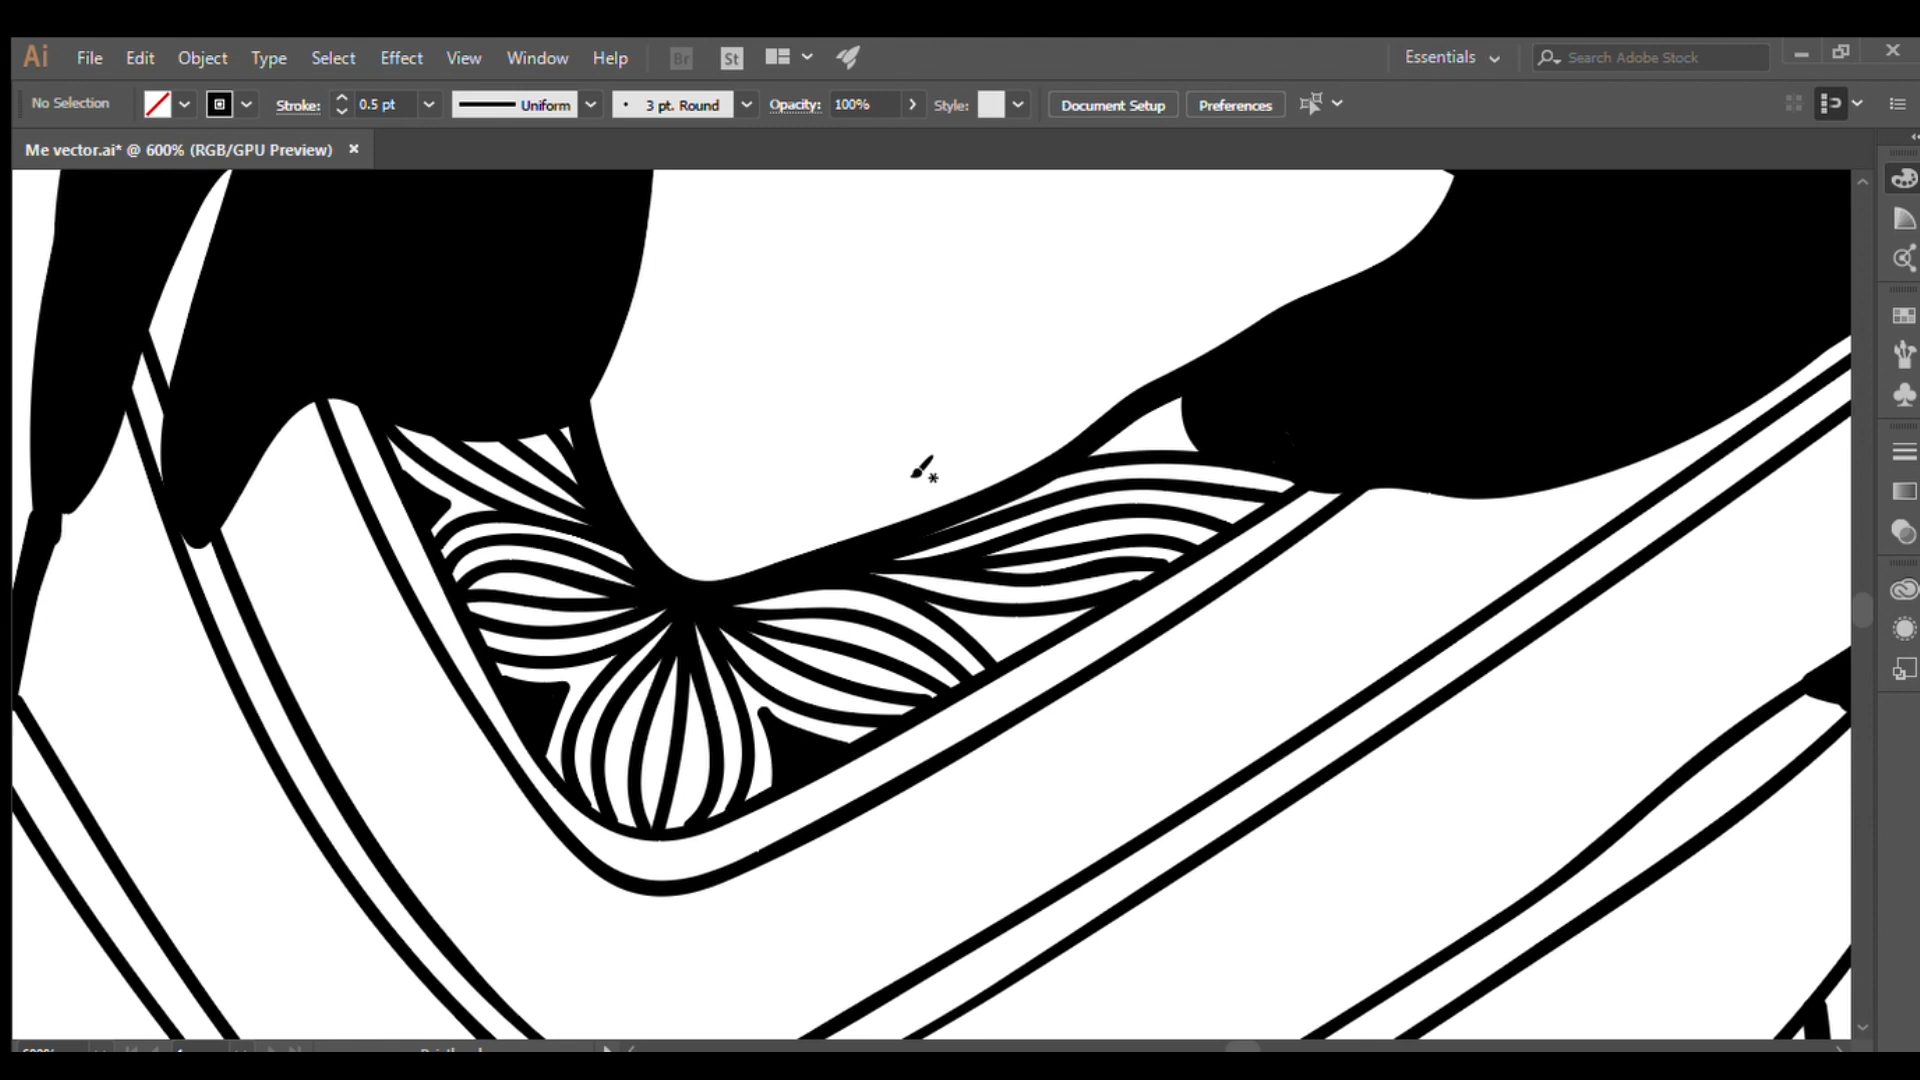 Ai File Edit Object Type Select Effect View Window Help Br St Essentials Search Adobe Stock
No Selection Stroke: 0.5 pt Uniform 3 pt. Round Opacity: 100% Style: Document Setup Preferences
Me vector.ai* @ 600% (RGB/GPU Preview)